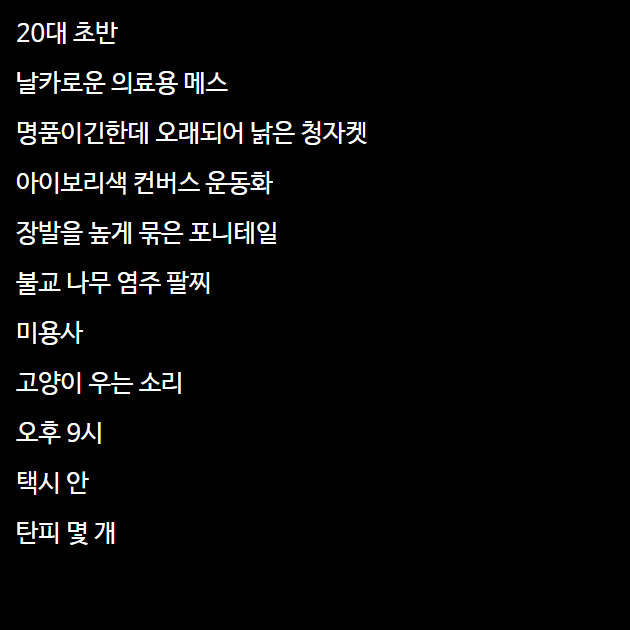 20대 초반
날카로운 의료용 메스
명품이긴한데 오래되어 낡은 청자켓
아이보리색 컨버스 운동화
장발을 높게 묶은 포니테일
불교 나무 염주 팔찌
미용사
고양이 우는 소리
오후 9시
택시 안
탄피 몇 개